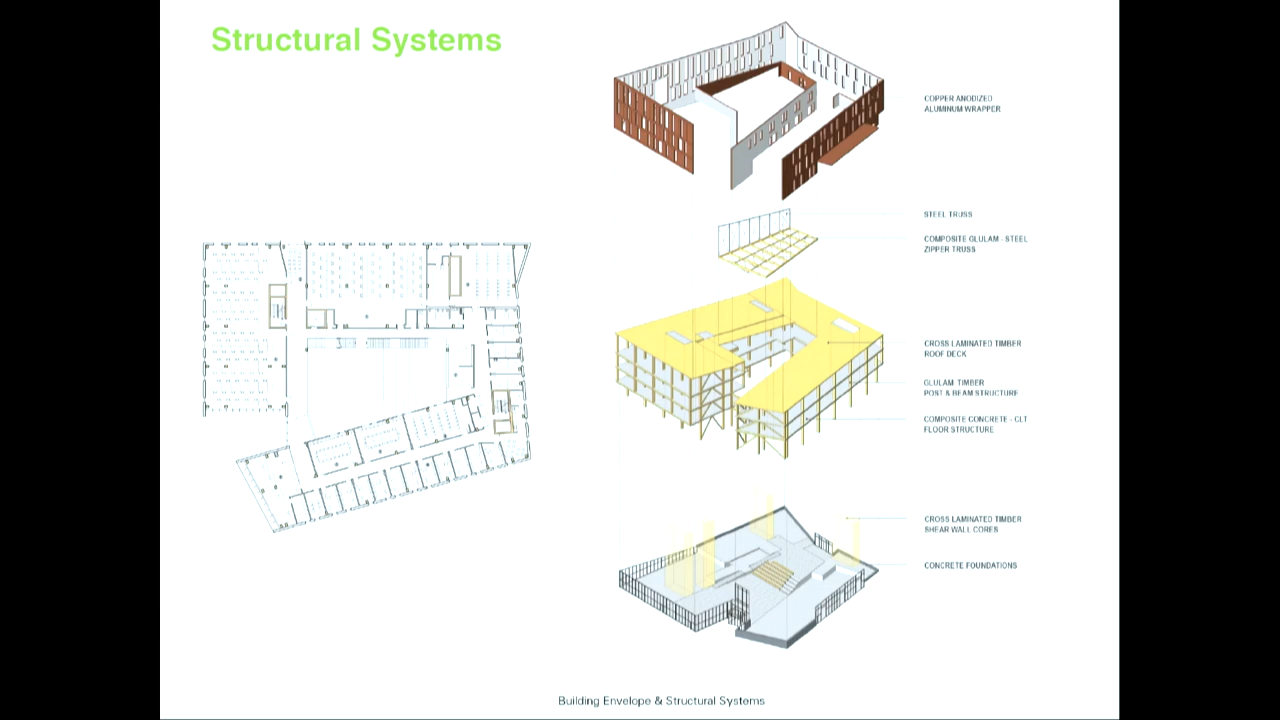 Structural Systems
COPPER ANODIZED
ALUMINUM WRAPPER
STEEL TRUSS
COMPOSITE GLULAM - STEEL
ZIPPER TRUSS
CROSS LAMINATED TIMBER
ROOF DECK
GLULAM TIMBER
POST & BEAM STRUCTURE
COMPOSITE CONCRETE - CLT
FLOOR STRUCTURE
CROSS LAMINATED TIMBER
SHEAR WALL CORES
CONCRETE FOUNDATIONS
Building Envelope & Structural Systems